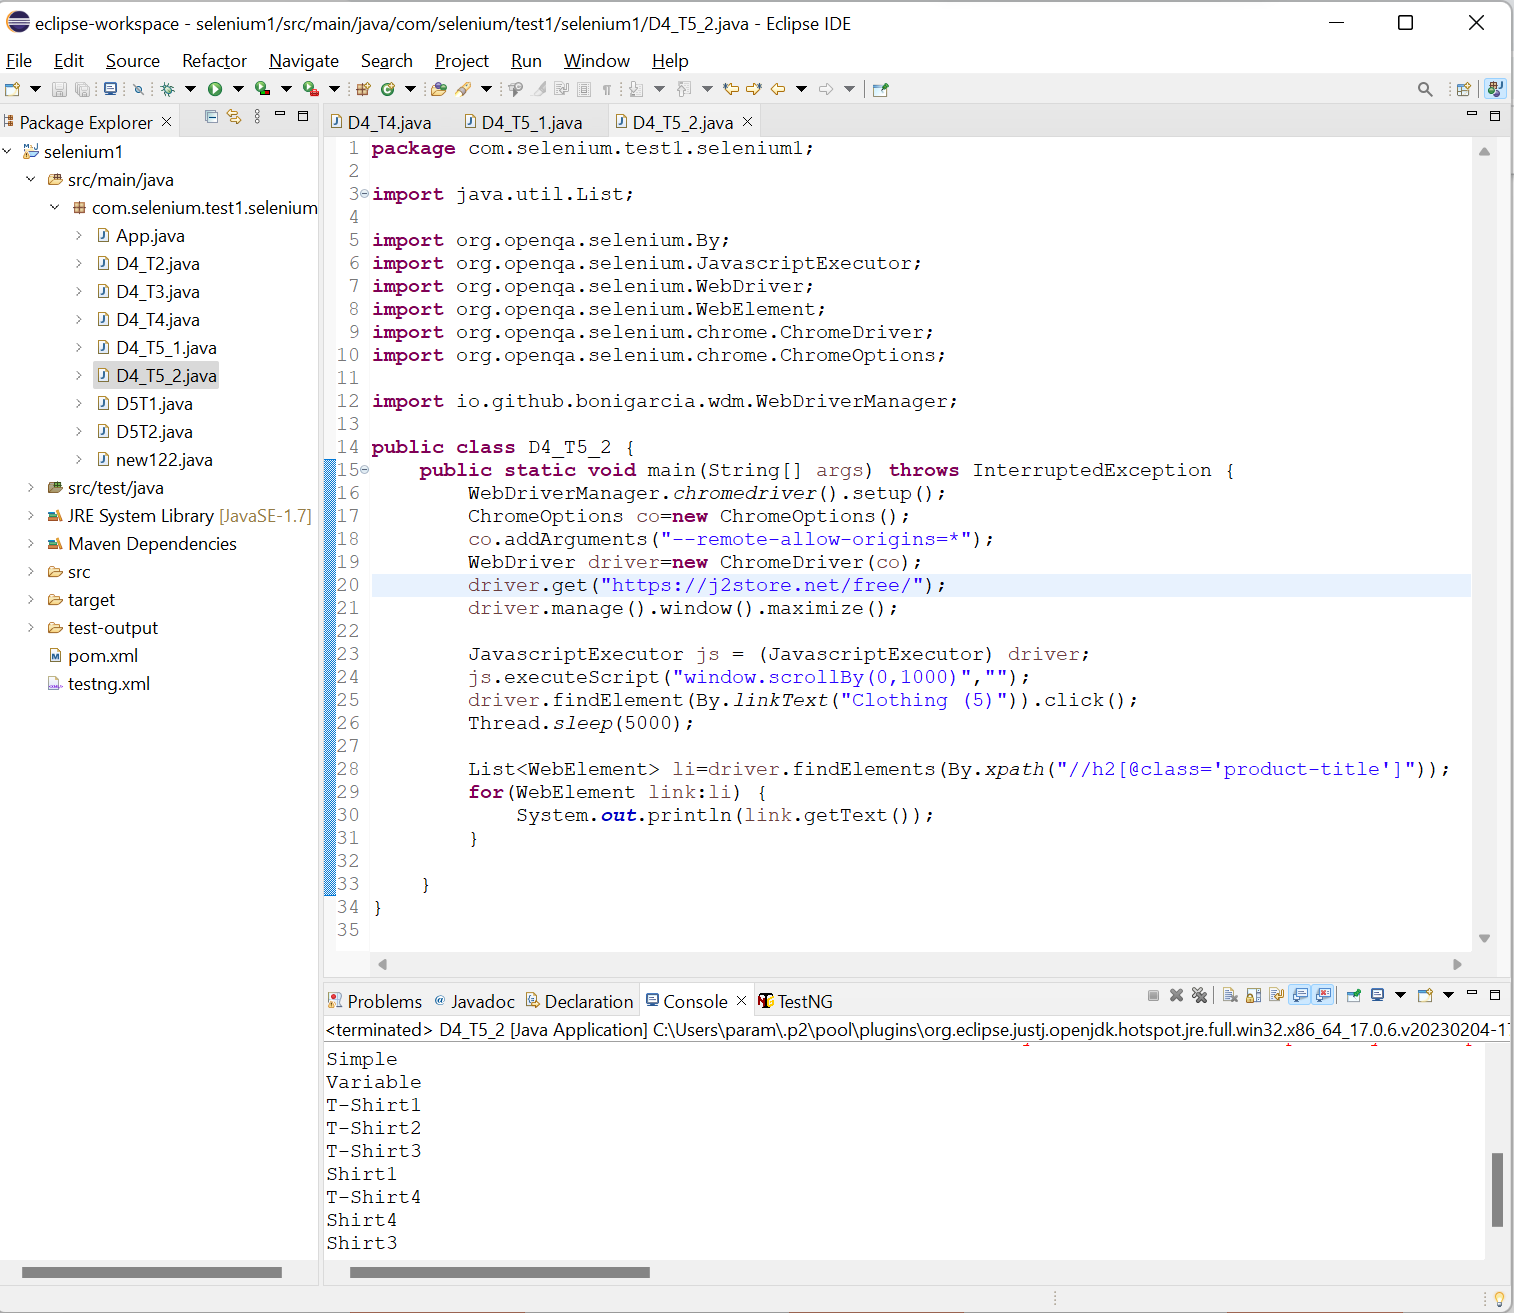 eclipse-workspace - selenium1/src/main/java/com/selenium/test1/selenium1/D4_T5_2.java - Eclipse IDE
File Edit Source Refactor Navigate Search Project Run Window Help
Package Explorer
selenium1
src/main/java
com.selenium.test1.selenium
App.java
D4_T2.java
D4_T3.java
D4_T4.java
D4_T5_1.java
D4_T5_2.java
D5T1.java
D5T2.java
new122.java
src/test/java
JRE System Library [JavaSE-1.7]
Maven Dependencies
src
target
test-output
pom.xml
testng.xml
D4_T4.java D4_T5_1.java D4_T5_2.java
1 package com.selenium.test1.selenium1;
2
3 import java.util.List;
4
5 import org.openqa.selenium.By;
6 import org.openqa.selenium.JavascriptExecutor;
7 import org.openqa.selenium.WebDriver;
8 import org.openqa.selenium.WebElement;
9 import org.openqa.selenium.chrome.ChromeDriver;
10 import org.openqa.selenium.chrome.ChromeOptions;
11
12 import io.github.bonigarcia.wdm.WebDriverManager;
13
14 public class D4_T5_2 {
15 public static void main(String[] args) throws InterruptedException {
16 WebDriverManager.chromedriver().setup();
17 ChromeOptions co=new ChromeOptions();
18 co.addArguments("--remote-allow-origins=*");
19 WebDriver driver=new ChromeDriver(co);
20 driver.get("https://j2store.net/free/");
21 driver.manage().window().maximize();
22
23 JavascriptExecutor js = (JavascriptExecutor) driver;
24 js.executeScript("window.scrollBy(0,1000)","");
25 driver.findElement(By.linkText("Clothing (5)")).click();
26 Thread.sleep(5000);
27
28 List<WebElement> li=driver.findElements(By.xpath("//h2[@class='product-title']"));
29 for(WebElement link:li) {
30 System.out.println(link.getText());
31 }
32
33 }
34 }
35
Problems Javadoc Declaration Console TestNG
<terminated> D4_T5_2 [Java Application] C:\Users\param\.p2\pool\plugins\org.eclipse.justj.openjdk.hotspot.jre.full.win32.x86_64_17.0.6.v20230204-17
Simple
Variable
T-Shirt1
T-Shirt2
T-Shirt3
Shirt1
T-Shirt4
Shirt4
Shirt3